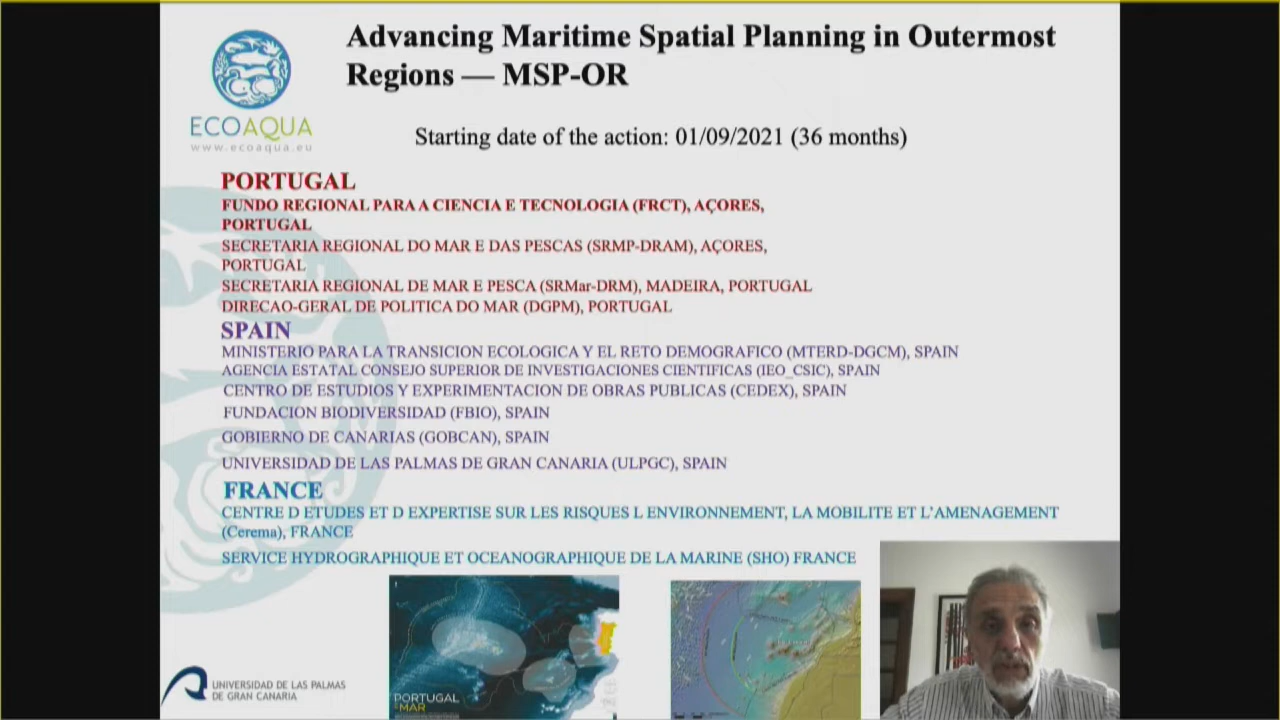 Advancing Maritime Spatial Planning in Outermost
Regions — MSP-OR
ECOAQUA
www.ecoaqua.eu
Starting date of the action: 01/09/2021 (36 months)
PORTUGAL
FUNDO REGIONAL PARA A CIENCIA E TECNOLOGIA (FRCT), AÇORES,
PORTUGAL
SECRETARIA REGIONAL DO MAR E DAS PESCAS (SRMP-DRAM), AÇORES,
PORTUGAL
SECRETARIA REGIONAL DE MAR E PESCA (SRMar-DRM), MADEIRA, PORTUGAL
DIRECAO-GERAL DE POLITICA DO MAR (DGPM), PORTUGAL
SPAIN
MINISTERIO PARA LA TRANSICION ECOLOGICA Y EL RETO DEMOGRAFICO (MTERD-DGCM), SPAIN
AGENCIA ESTATAL CONSEJO SUPERIOR DE INVESTIGACIONES CIENTIFICAS (IEO_CSIC), SPAIN
CENTRO DE ESTUDIOS Y EXPERIMENTACION DE OBRAS PUBLICAS (CEDEX), SPAIN
FUNDACION BIODIVERSIDAD (FBIO), SPAIN
GOBIERNO DE CANARIAS (GOBCAN), SPAIN
UNIVERSIDAD DE LAS PALMAS DE GRAN CANARIA (ULPGC), SPAIN
FRANCE
CENTRE D ETUDES ET D EXPERTISE SUR LES RISQUES L ENVIRONNEMENT, LA MOBILITE ET L’AMENAGEMENT
(Cerema), FRANCE
SERVICE HYDROGRAPHIQUE ET OCEANOGRAPHIQUE DE LA MARINE (SHO) FRANCE
UNIVERSIDAD DE LAS PALMAS
DE GRAN CANARIA
PORTUGAL
MAR